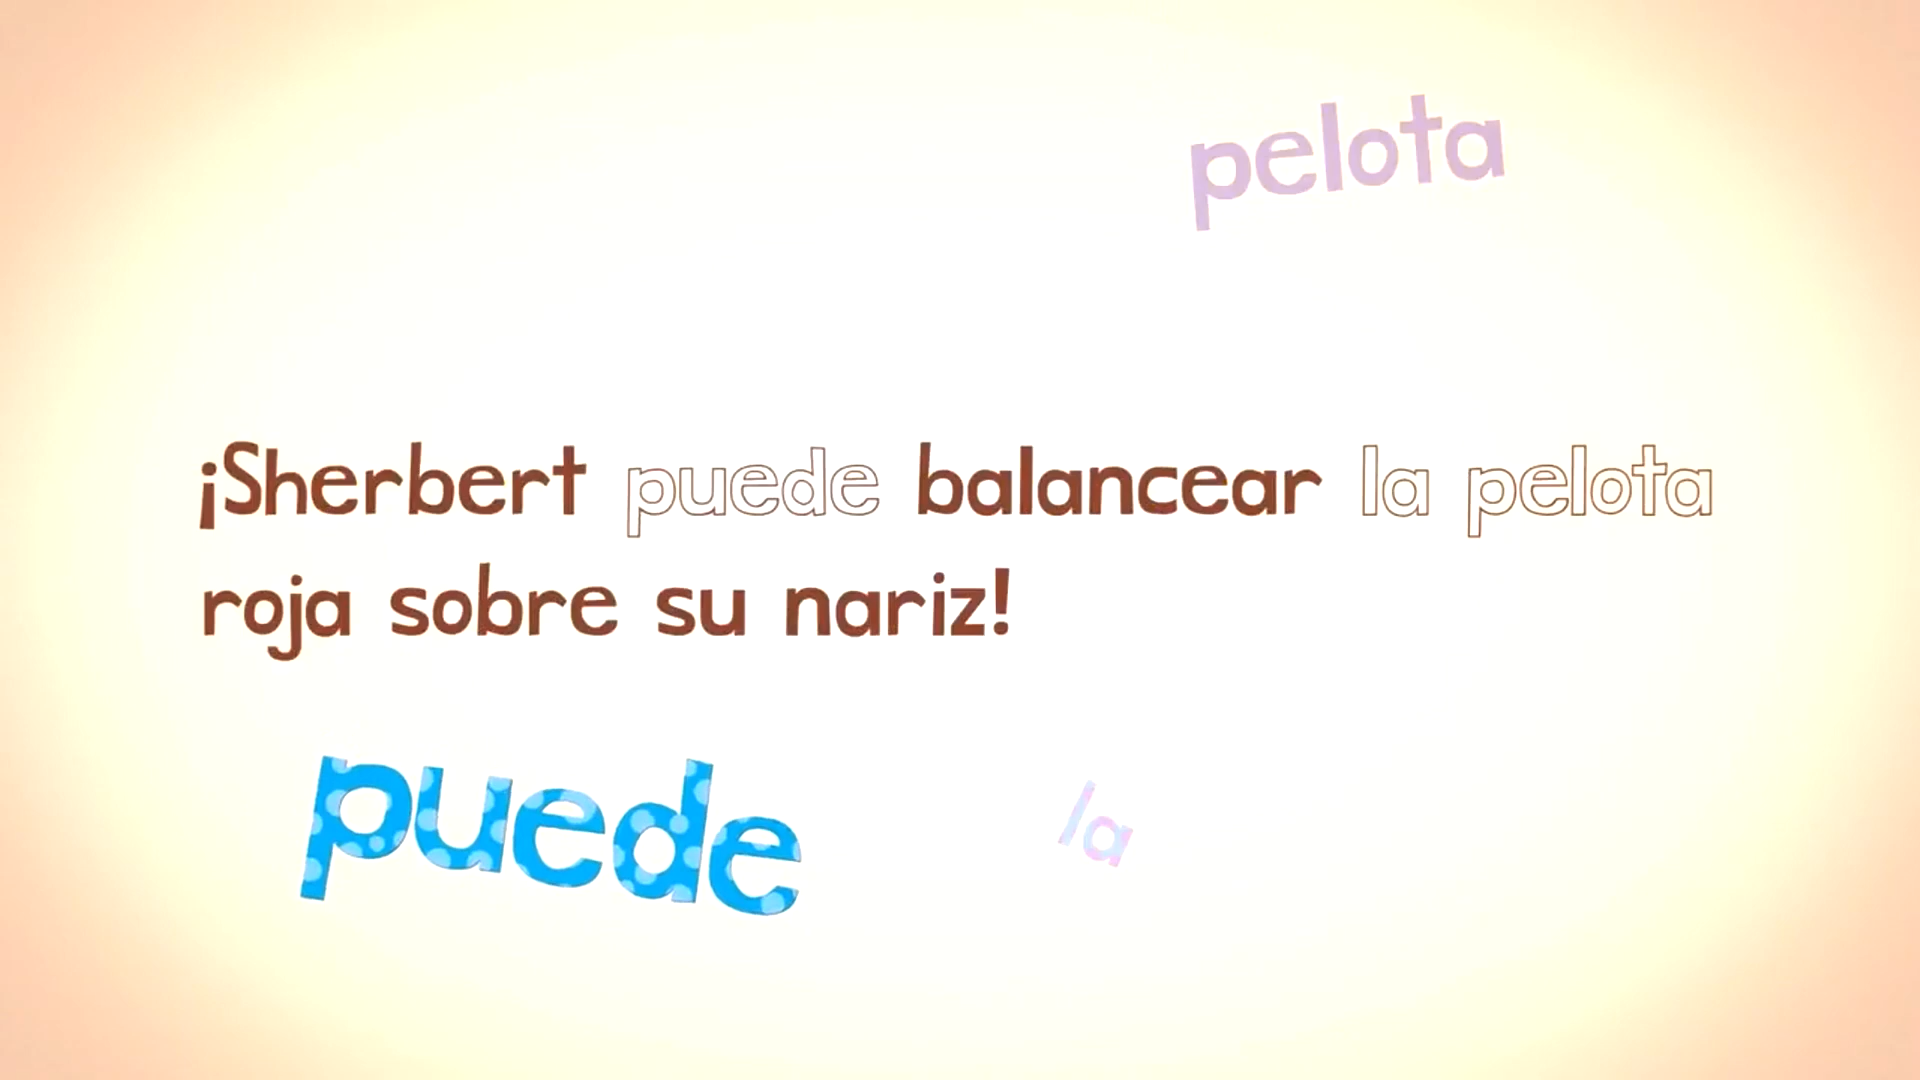 pelota
¡Sherbert puede balancear la pelota
roja sobre su nariz!
puede
la